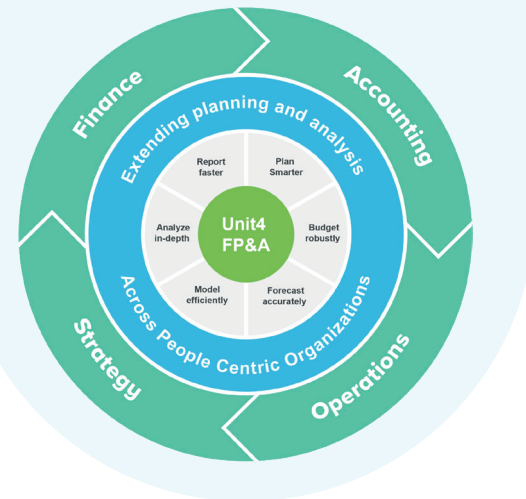 Finance
Accounting
Operations
Strategy
Extending planning and analysis
Across People Centric Organizations
Report
faster
Plan
Smarter
Budget
robustly
Forecast
accurately
Model
efficiently
Analyze
in-depth
Unit4
FP&A